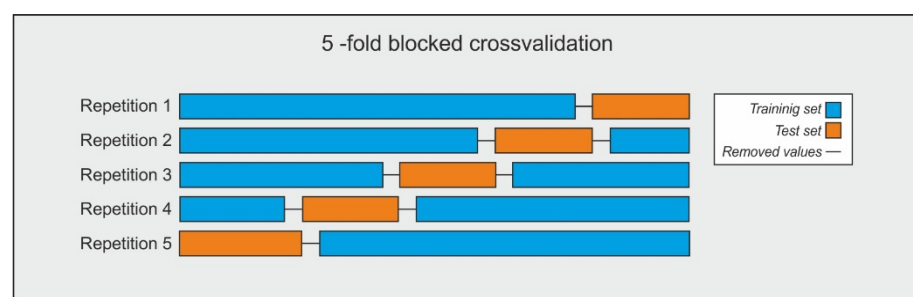 5 -fold blocked crossvalidation
Repetition 1
Repetition 2
Repetition 3
Repetition 4
Repetition 5
Traininig set
Test set
Removed values